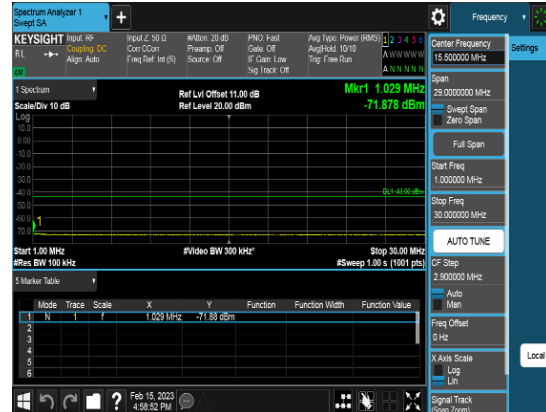 Spectrum Analyzer 1
Swept SA
+
Frequency
KEYSIGHT
RL
Input: RF
Coupling: DC
Align: Auto
Input Z: 50 Ω
Corr CCorr
Freq Ref: Int (S)
#Atten: 20 dB
Preamp: Off
Source: Off
PNO: Fast
Gate: Off
IF Gain: Low
Sig Track: Off
Avg Type: Power (RMS)
Avg|Hold: 10/10
Trig: Free Run
1 2 3 4 5 6
A W W W W W
A N N N N N
1 Spectrum
Scale/Div 10 dB
Log
Ref Lvl Offset 11.00 dB
Ref Level 20.00 dBm
Mkr1 1.029 MHz
-71.878 dBm
10.0
0.00
-10.0
-20.0
-30.0
-40.0
-50.0
-60.0
-70.0
DL1 -43.00 dBm
1
Start 1.00 MHz
#Res BW 100 kHz
#Video BW 300 kHz*
Stop 30.00 MHz
#Sweep 1.00 s (1001 pts)
5 Marker Table
Mode Trace Scale X Y Function Function Width Function Value
1 N 1 f 1.029 MHz -71.88 dBm
2
3
4
5
6
Feb 15, 2023
4:58:52 PM
Center Frequency
15.500000 MHz
Span
29.0000000 MHz
Swept Span
Zero Span
Full Span
Start Freq
1.000000 MHz
Stop Freq
30.000000 MHz
AUTO TUNE
CF Step
2.900000 MHz
Auto
Man
Freq Offset
0 Hz
X Axis Scale
Log
Lin
Signal Track
(Span Zoom)
Settings
Local